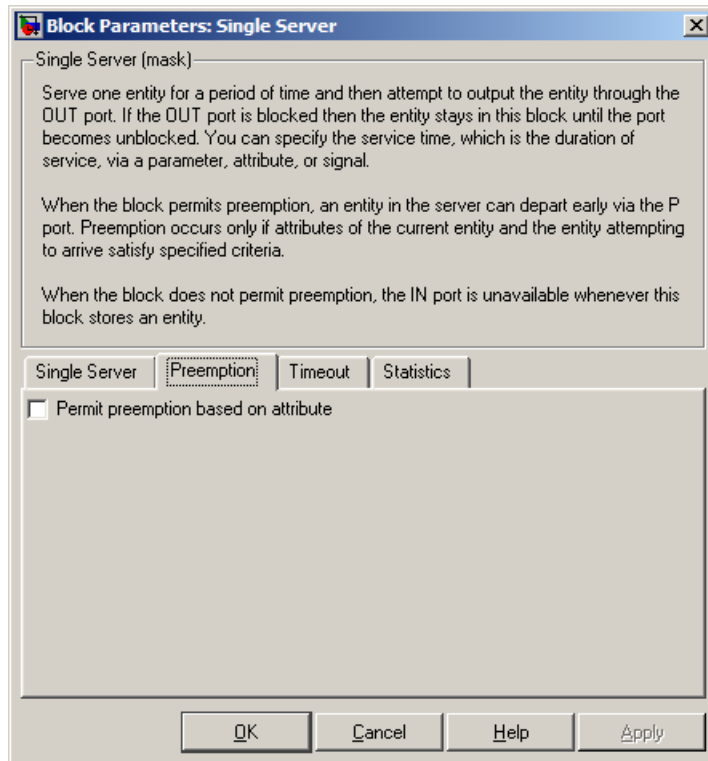 Block Parameters: Single Server
Single Server (mask)
Serve one entity for a period of time and then attempt to output the entity through the
OUT port. If the OUT port is blocked then the entity stays in this block until the port
becomes unblocked. You can specify the service time, which is the duration of
service, via a parameter, attribute, or signal.
When the block permits preemption, an entity in the server can depart early via the P
port. Preemption occurs only if attributes of the current entity and the entity attempting
to arrive satisfy specified criteria.
When the block does not permit preemption, the IN port is unavailable whenever this
block stores an entity.
Single Server Preemption Timeout Statistics
Permit preemption based on attribute
OK Cancel Help Apply